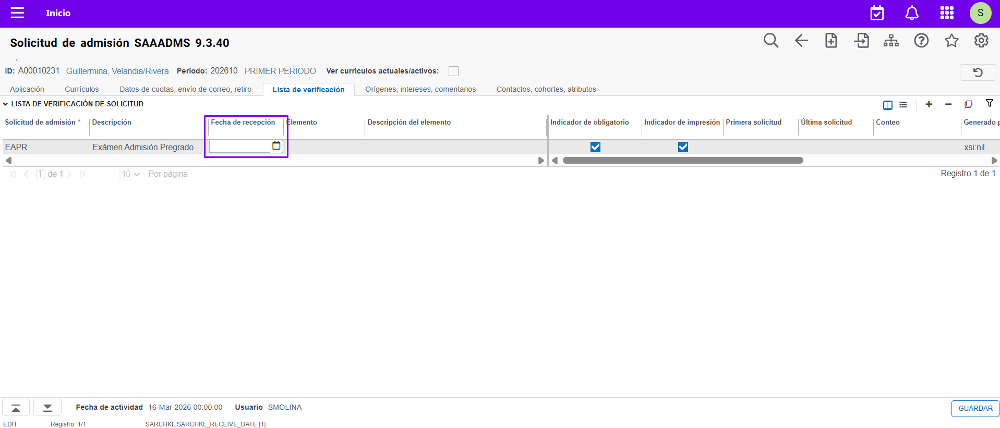 Inicio
S
Solicitud de admisión SAAADMS 9.3.40
.
ID: A00010231 Guillermina, Velandia/Rivera Periodo: 202610 PRIMER PERIODO Ver currículos actuales/activos:
Aplicación Currículos Datos de cuotas, envío de correo, retiro Lista de verificación Orígenes, intereses, comentarios Contactos, cohortes, atributos
LISTA DE VERIFICACIÓN DE SOLICITUD
Solicitud de admisión * Descripción Fecha de recepción Elemento Descripción del elemento Indicador de obligatorio Indicador de impresión Primera solicitud Última solicitud Conteo Generado p
EAPR Exámen Admisión Pregrado xsi:nil
1 de 1 10 Por página Registro 1 de 1
Fecha de actividad 16-Mar-2026 00:00:00 Usuario SMOLINA GUARDAR
EDIT Registro: 1/1 SARCHKL.SARCHKL_RECEIVE_DATE [1]